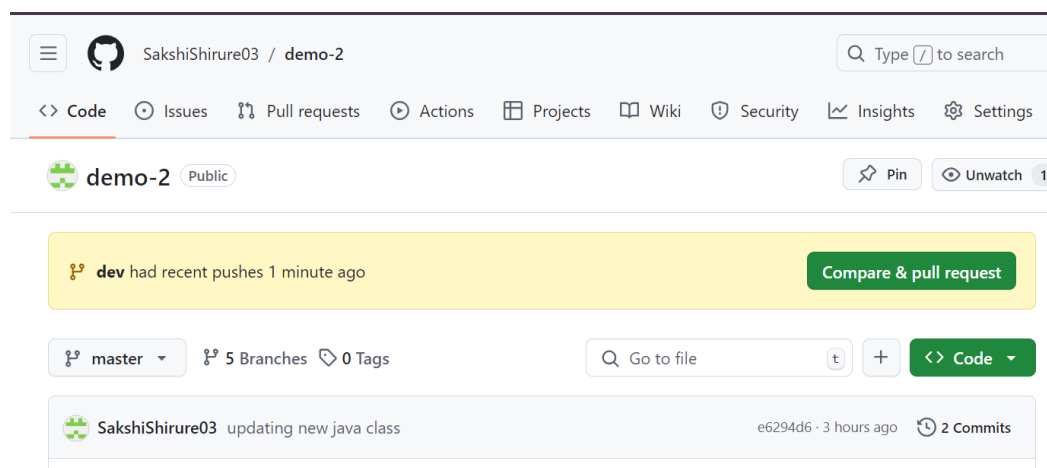 SakshiShirure03 / demo-2
Type / to search
Code Issues Pull requests Actions Projects Wiki Security Insights Settings
demo-2 Public Pin Unwatch 1
dev had recent pushes 1 minute ago Compare & pull request
master 5 Branches 0 Tags Go to file t + Code
SakshiShirure03 updating new java class e6294d6 · 3 hours ago 2 Commits